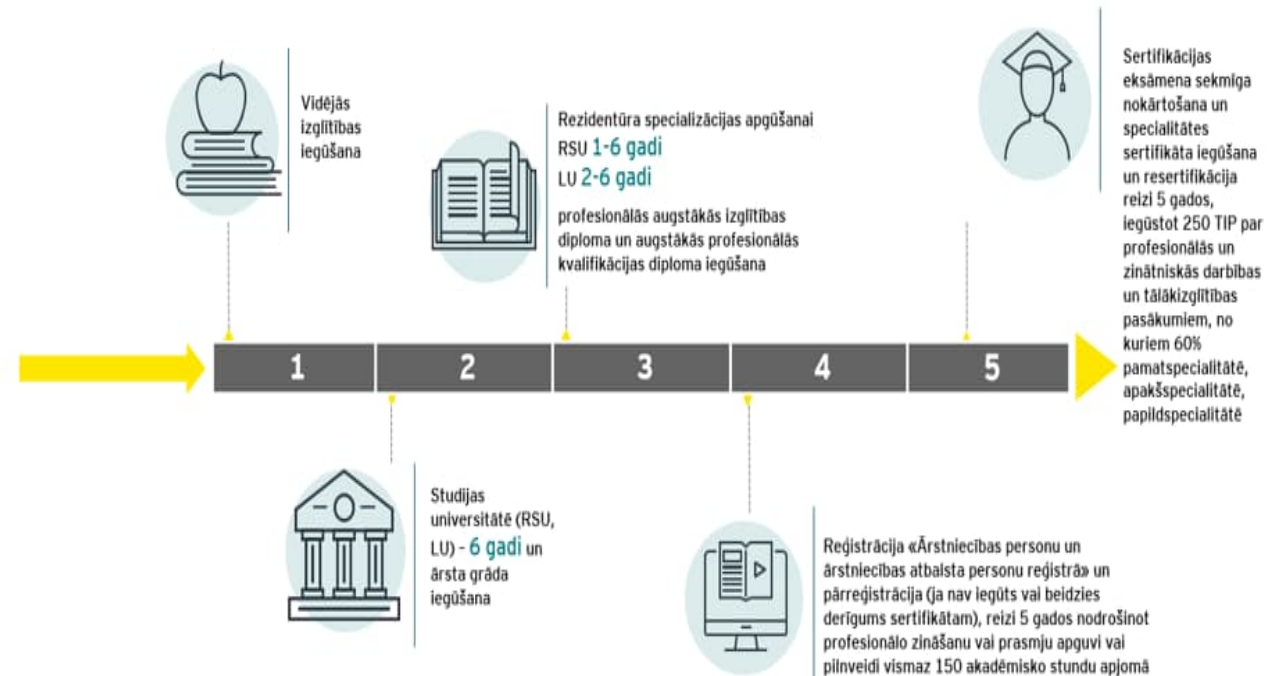 Vidējās
izglītības
iegūšana
Rezidentūra specializācijas apgūšanai
RSU 1-6 gadi
LU 2-6 gadi
profesionālās augstākās izglītības
diploma un augstākās profesionālās
kvalifikācijas diploma iegūšana
Sertifikācijas
eksāmena sekmīga
nokārtošana un
specialitātes
sertifikāta iegūšana
un resertifikācija
reizi 5 gados,
iegūstot 250 TIP par
profesionālās un
zinātniskās darbības
un tālākizglītības
pasākumiem, no
kuriem 60%
pamatspecialitātē,
apakšspecialitātē,
papildspecialitātē
1 2 3 4 5
Studijas
universitātē (RSU,
LU) - 6 gadi un
ārsta grāda
iegūšana
Reģistrācija «Ārstniecības personu un
ārstniecības atbalsta personu reģistrā» un
pārreģistrācija (ja nav iegūts vai beidzies
derīgums sertifikātam), reizi 5 gados nodrošinot
profesionālo zināšanu vai prasmju apguvi vai
pilnveidi vismaz 150 akadēmisko stundu apjomā